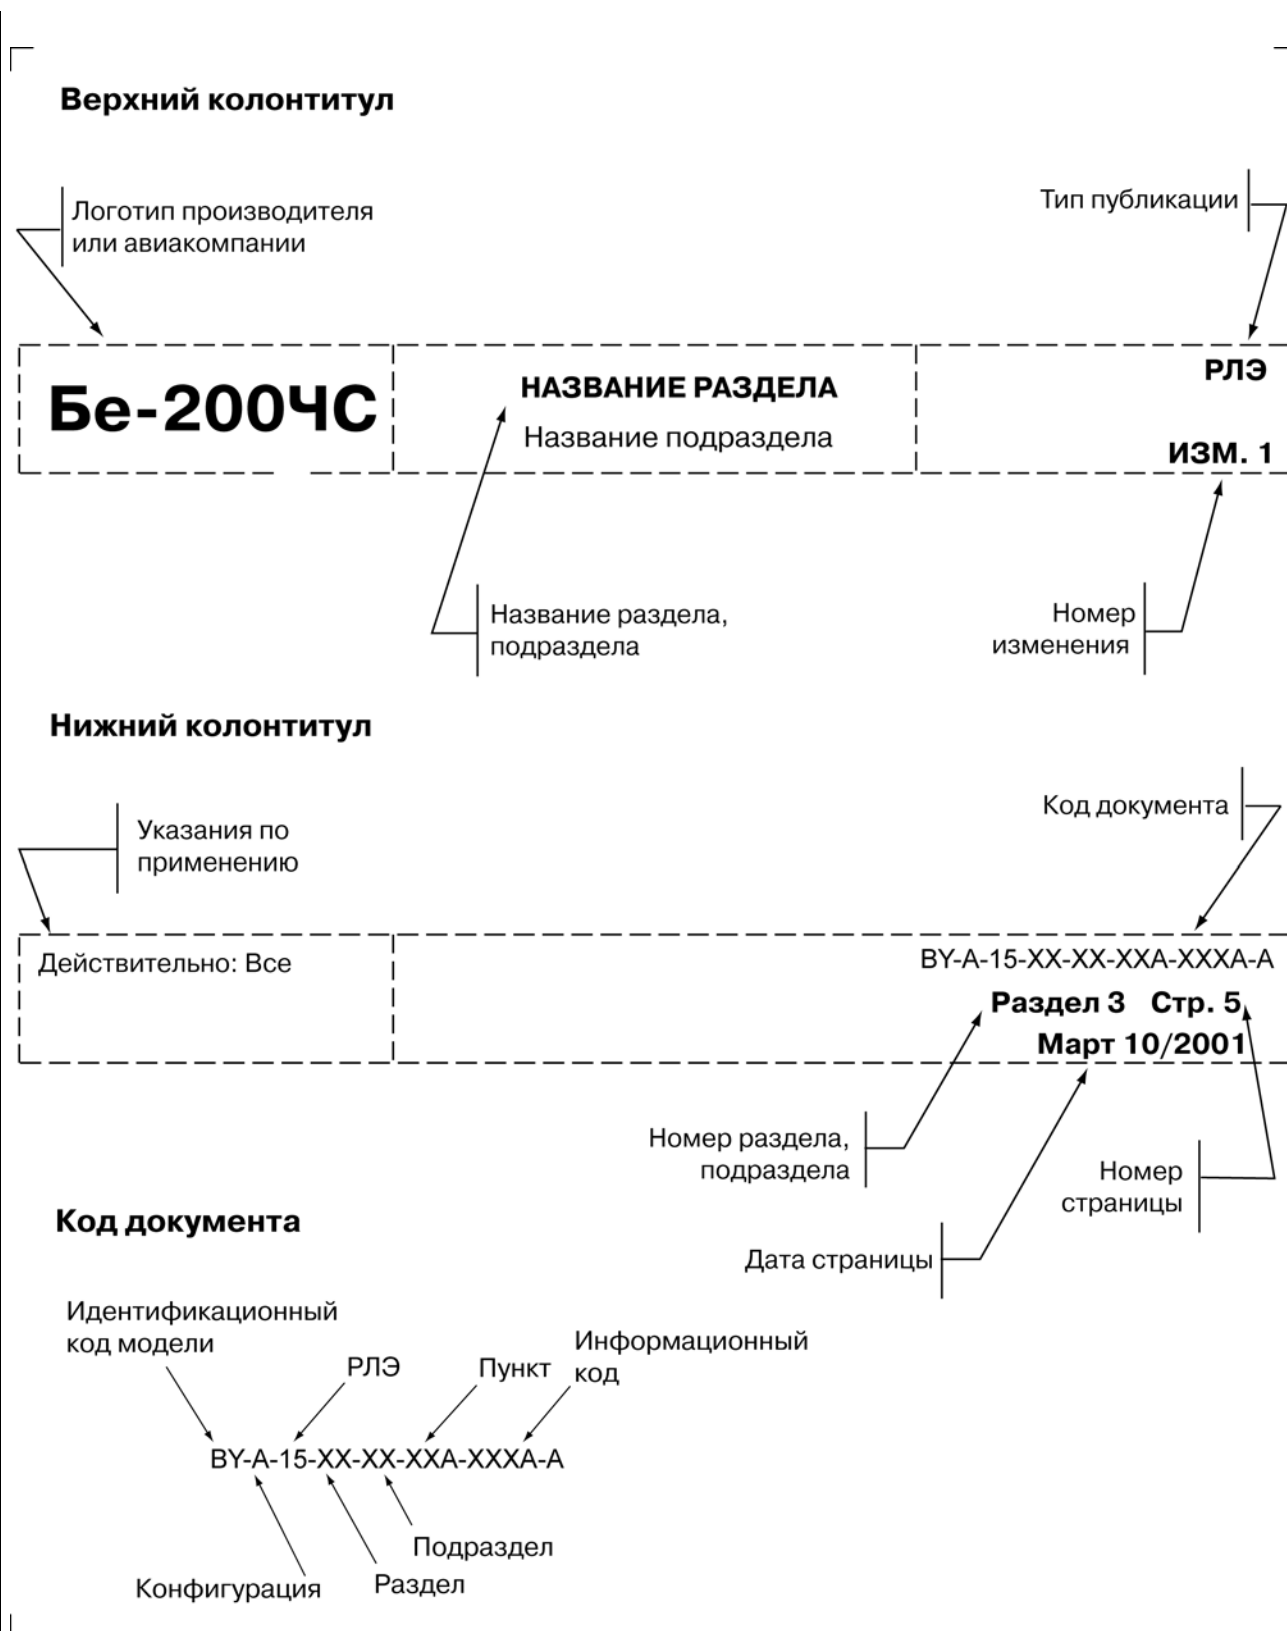 Верхний колонтитул
Логотип производителя
или авиакомпании
Тип публикации
Бе-200ЧС
НАЗВАНИЕ РАЗДЕЛА
Название подраздела
РЛЭ
ИЗМ. 1
Название раздела,
подраздела
Номер
изменения
Нижний колонтитул
Указания по
применению
Код документа
Действительно: Все
BY-A-15-XX-XX-XXA-XXXA-A
Раздел 3 Стр. 5
Март 10/2001
Номер раздела,
подраздела
Номер
страницы
Дата страницы
Код документа
Идентификационный
код модели
РЛЭ
Пункт
Информационный
код
BY-A-15-XX-XX-XXA-XXXA-A
Подраздел
Раздел
Конфигурация